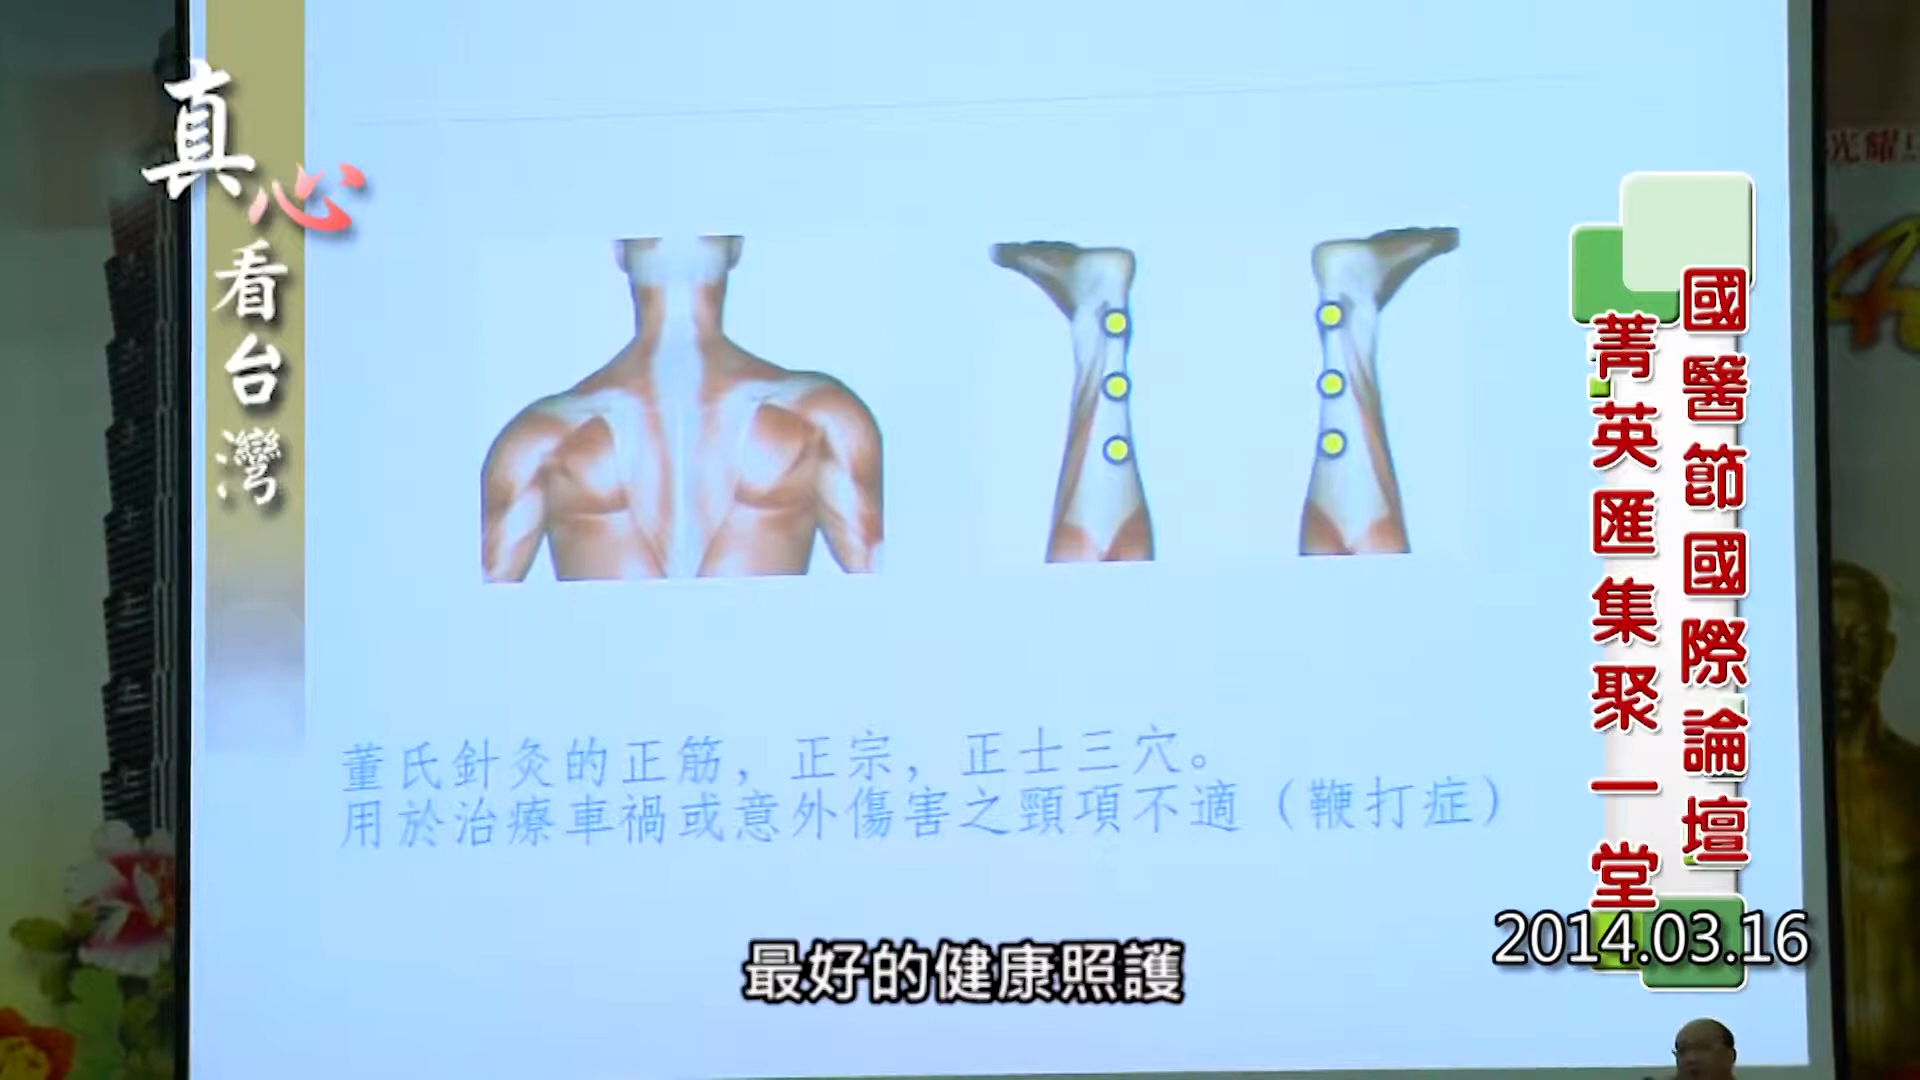 真心看台灣
光耀
國醫節國際論壇
菁英匯集聚一堂
董氏針灸的正筋，正宗，正士三穴。
用於治療車禍或意外傷害之頸項不適（鞭打症）
2014.03.16
最好的健康照護